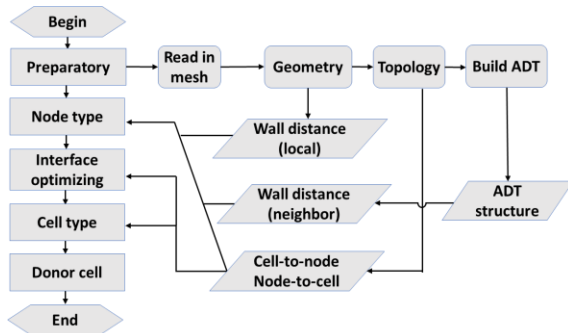 Begin
Preparatory
Read in
mesh
Geometry
Topology
Build ADT
Node type
Wall distance
(local)
Interface
optimizing
Wall distance
(neighbor)
ADT
structure
Cell type
Cell-to-node
Node-to-cell
Donor cell
End